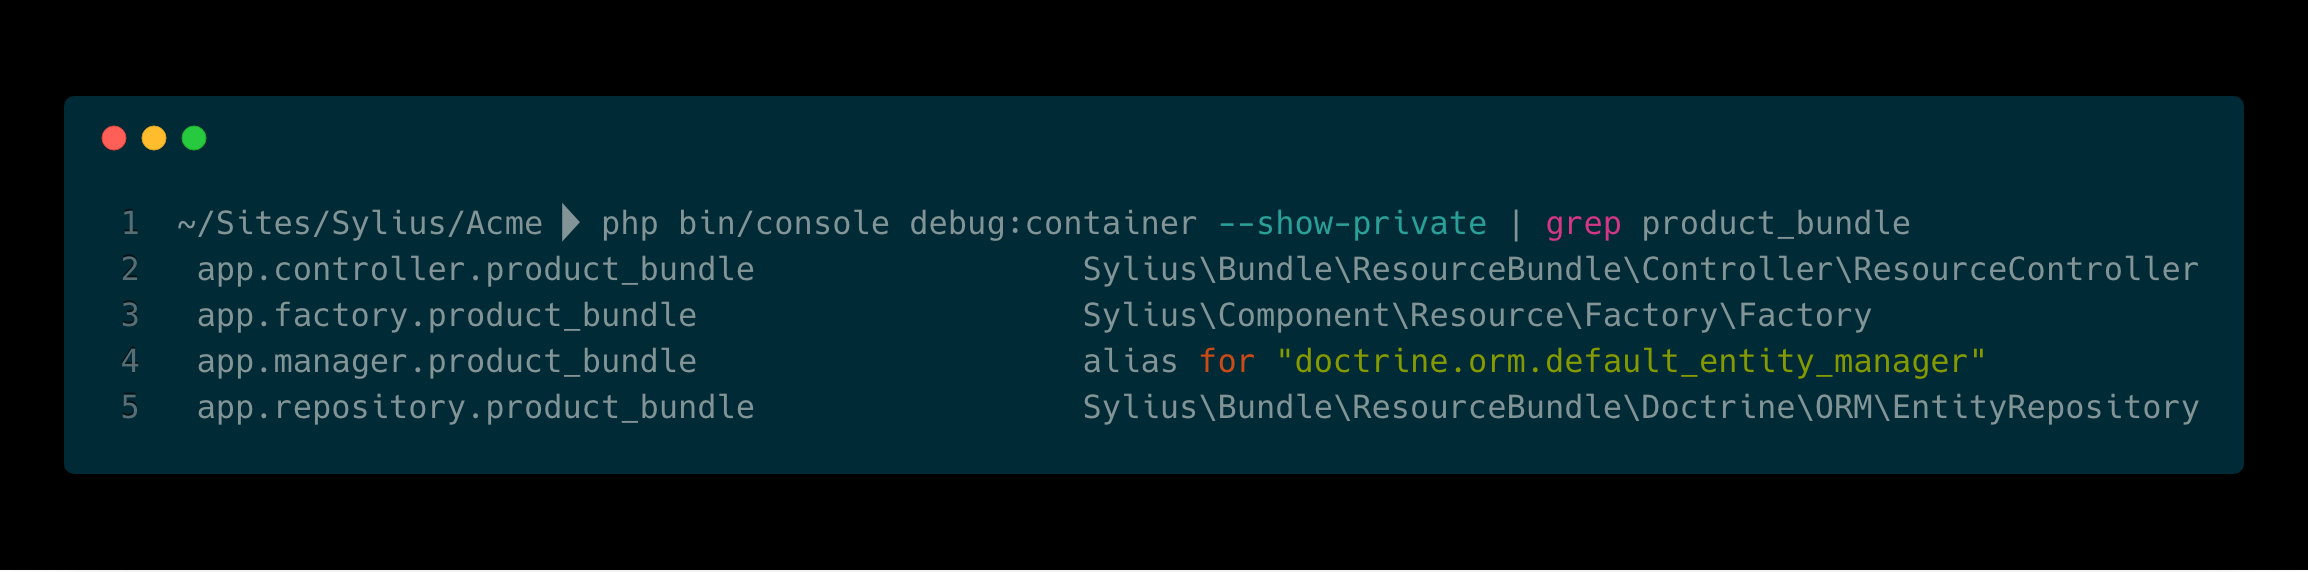 1 ~/Sites/Sylius/Acme ▶ php bin/console debug:container --show-private | grep product_bundle
2 app.controller.product_bundle Sylius\Bundle\ResourceBundle\Controller\ResourceController
3 app.factory.product_bundle Sylius\Component\Resource\Factory\Factory
4 app.manager.product_bundle alias for "doctrine.orm.default_entity_manager"
5 app.repository.product_bundle Sylius\Bundle\ResourceBundle\Doctrine\ORM\EntityRepository